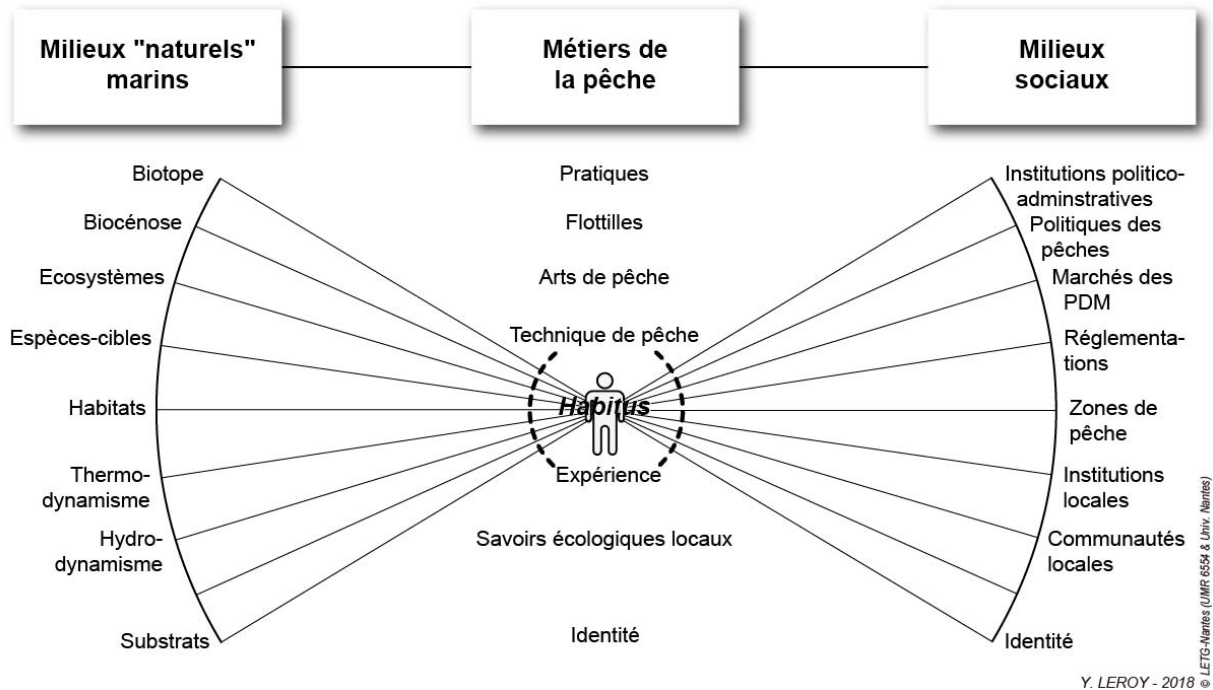 Milieux "naturels"
marins
Métiers de
la pêche
Milieux
sociaux
Biotope
Biocénose
Ecosystèmes
Espèces-cibles
Habitats
Thermo-
dynamisme
Hydro-
dynamisme
Substrats
Pratiques
Flottilles
Arts de pêche
Technique de pêche
Habitus
Expérience
Savoirs écologiques locaux
Identité
Institutions politico-
adminstratives
Politiques des
pêches
Marchés des
PDM
Réglementa-
tions
Zones de
pêche
Institutions
locales
Communautés
locales
Identité
Y. LEROY - 2018
© LETG-Nantes (UMR 6554 & Univ. Nantes)